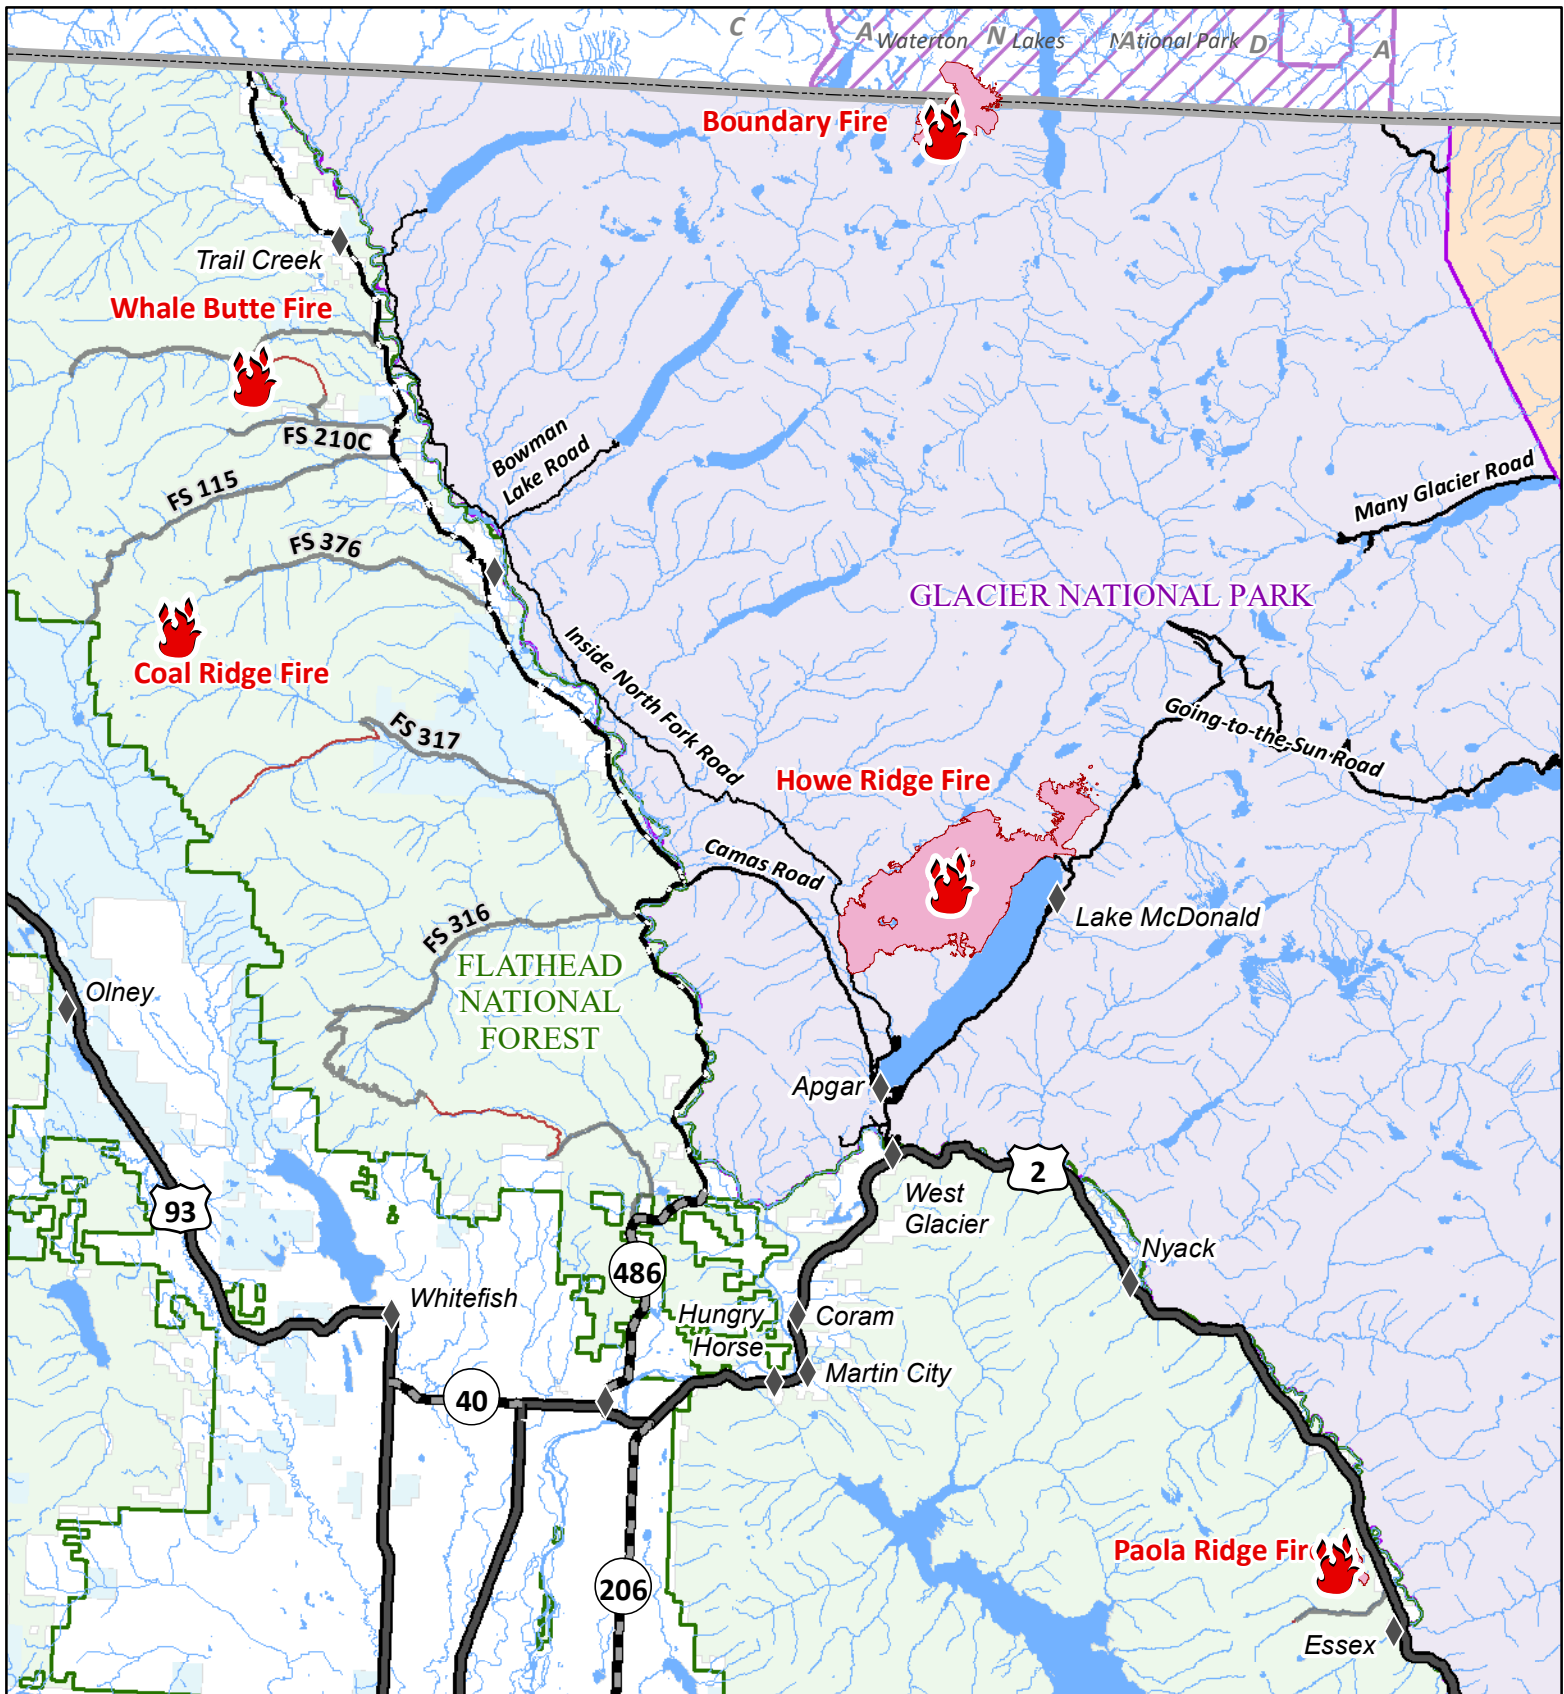 C A N A D A
Waterton Lakes National Park
Boundary Fire
Trail Creek
Whale Butte Fire
FS 210C
Bowman
Lake Road
FS 115
Many Glacier Road
FS 376
GLACIER NATIONAL PARK
Coal Ridge Fire
Inside North Fork Road
FS 317
Going-to-the-Sun Road
Howe Ridge Fire
Camas Road
Lake McDonald
FS 316
FLATHEAD
NATIONAL
FOREST
Olney
Apgar
2
93
West
Glacier
Nyack
486
Whitefish
Hungry
Horse
Coram
Martin City
40
Paola Ridge Fire
206
Essex